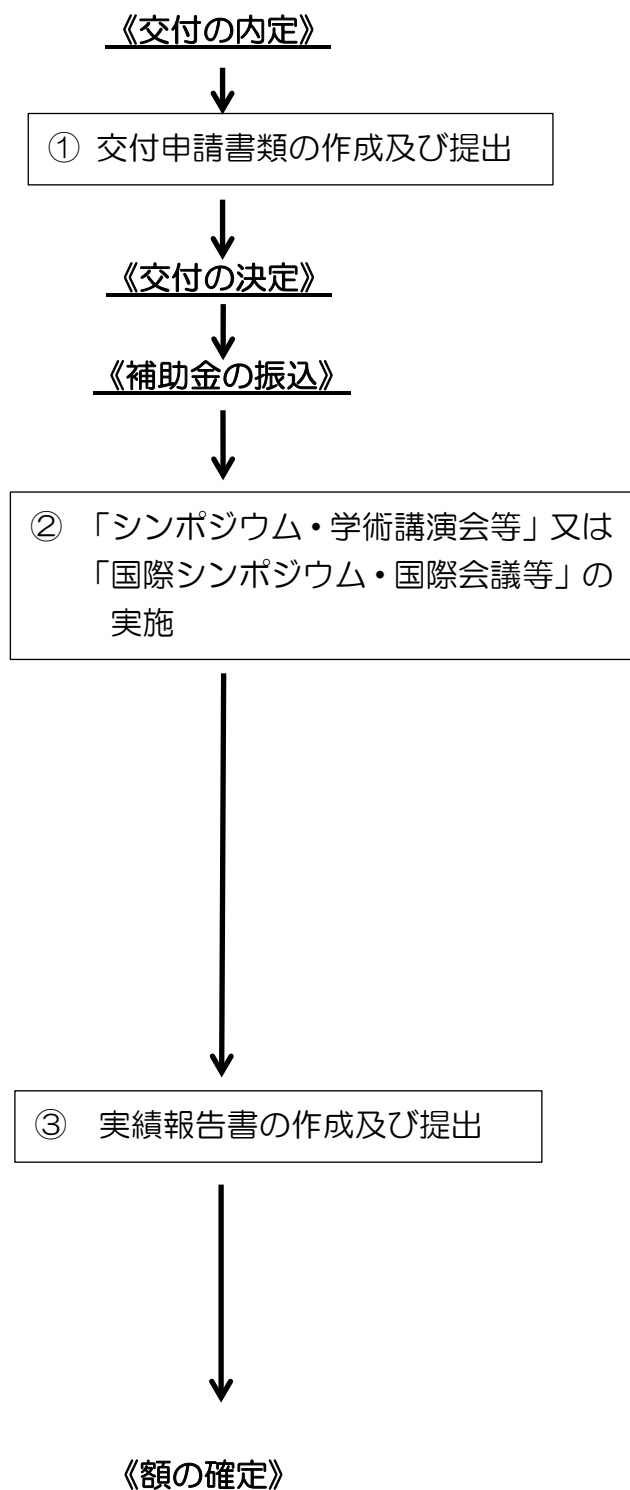 《交付の内定》
① 交付申請書類の作成及び提出
《交付の決定》
《補助金の振込》
② 「シンポジウム・学術講演会等」又は
「国際シンポジウム・国際会議等」の
実施
③ 実績報告書の作成及び提出
《額の確定》